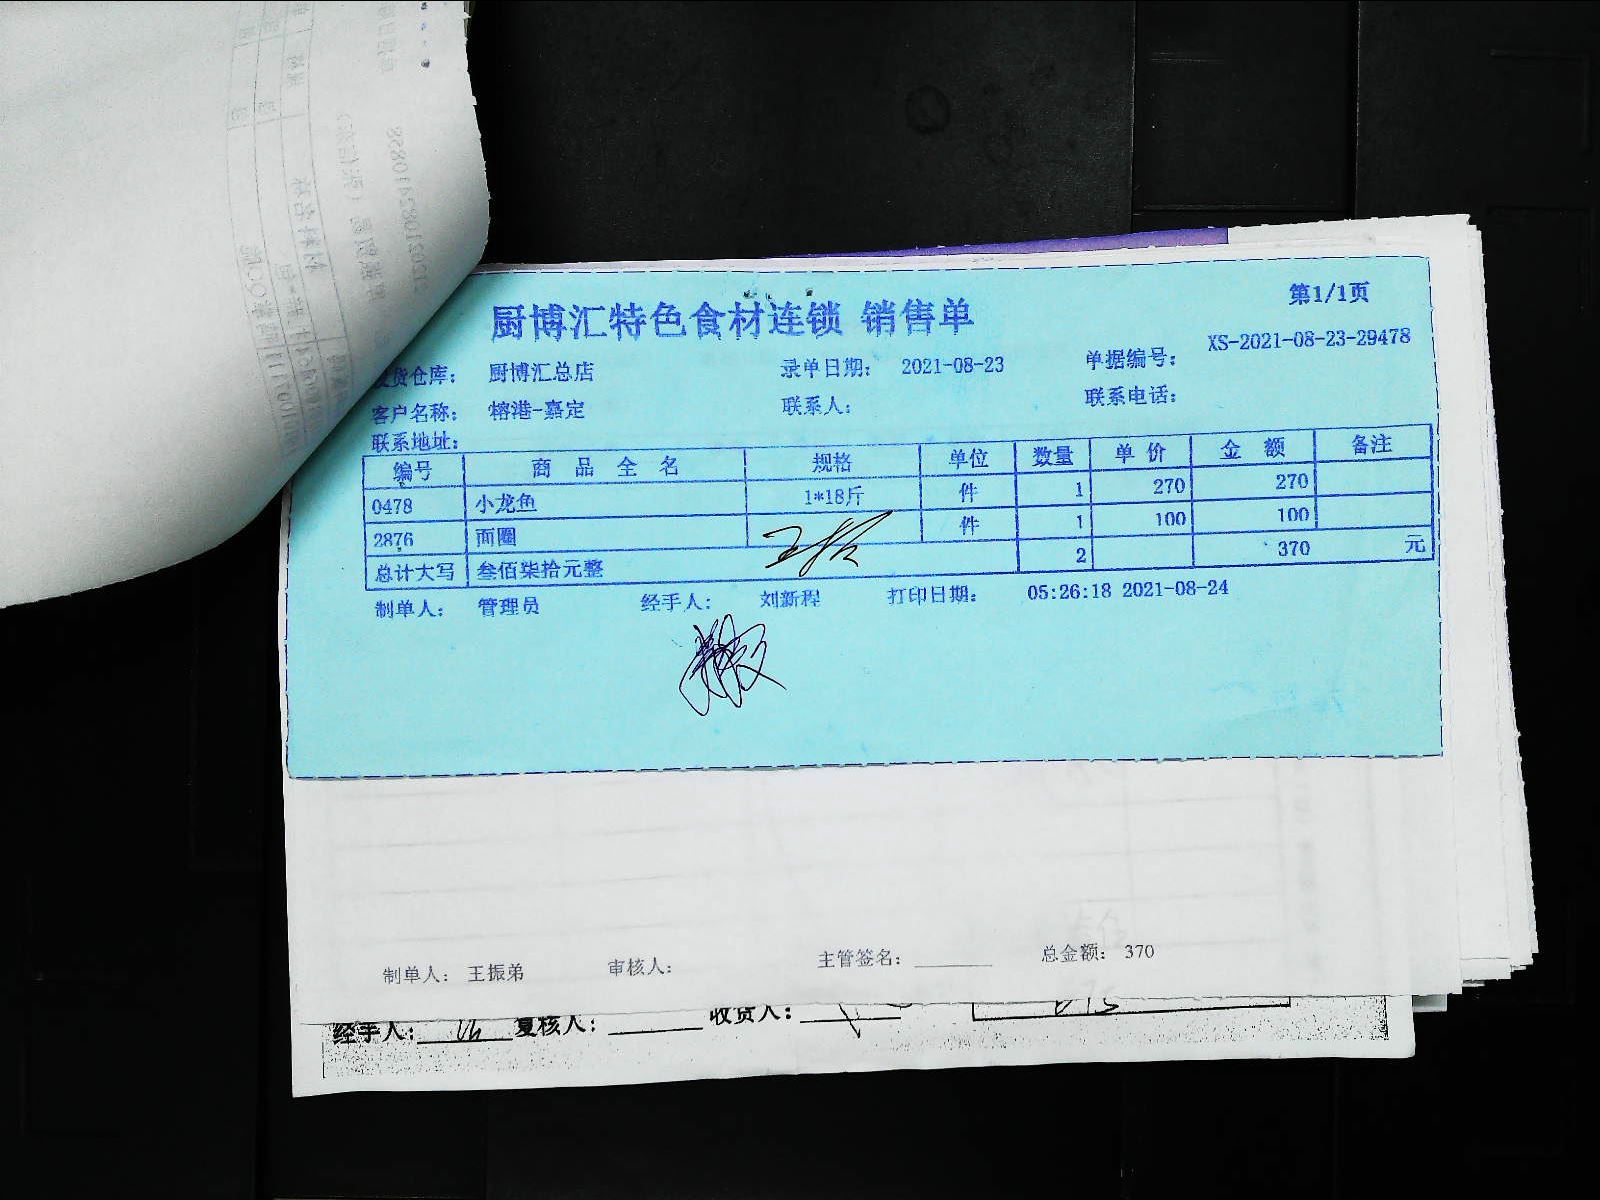 厨博汇特色食材连锁 销售单
第1/1页
发货仓库： 厨博汇总店 录单日期： 2021-08-23 单据编号： XS-2021-08-23-29478
客户名称： 榕港-嘉定 联系人： 联系电话：
联系地址：
编号 商 品 全 名 规格 单位 数量 单 价 金 额 备注
0478 小龙鱼 1*18斤 件 1 270 270
2876 面圈 件 1 100 100
总计大写 叁佰柒拾元整 2 370 元
制单人： 管理员 经手人： 刘新程 打印日期： 05:26:18 2021-08-24
制单人： 王振弟 审核人： 主管签名： 总金额： 370
经手人： 复核人： 收货人：